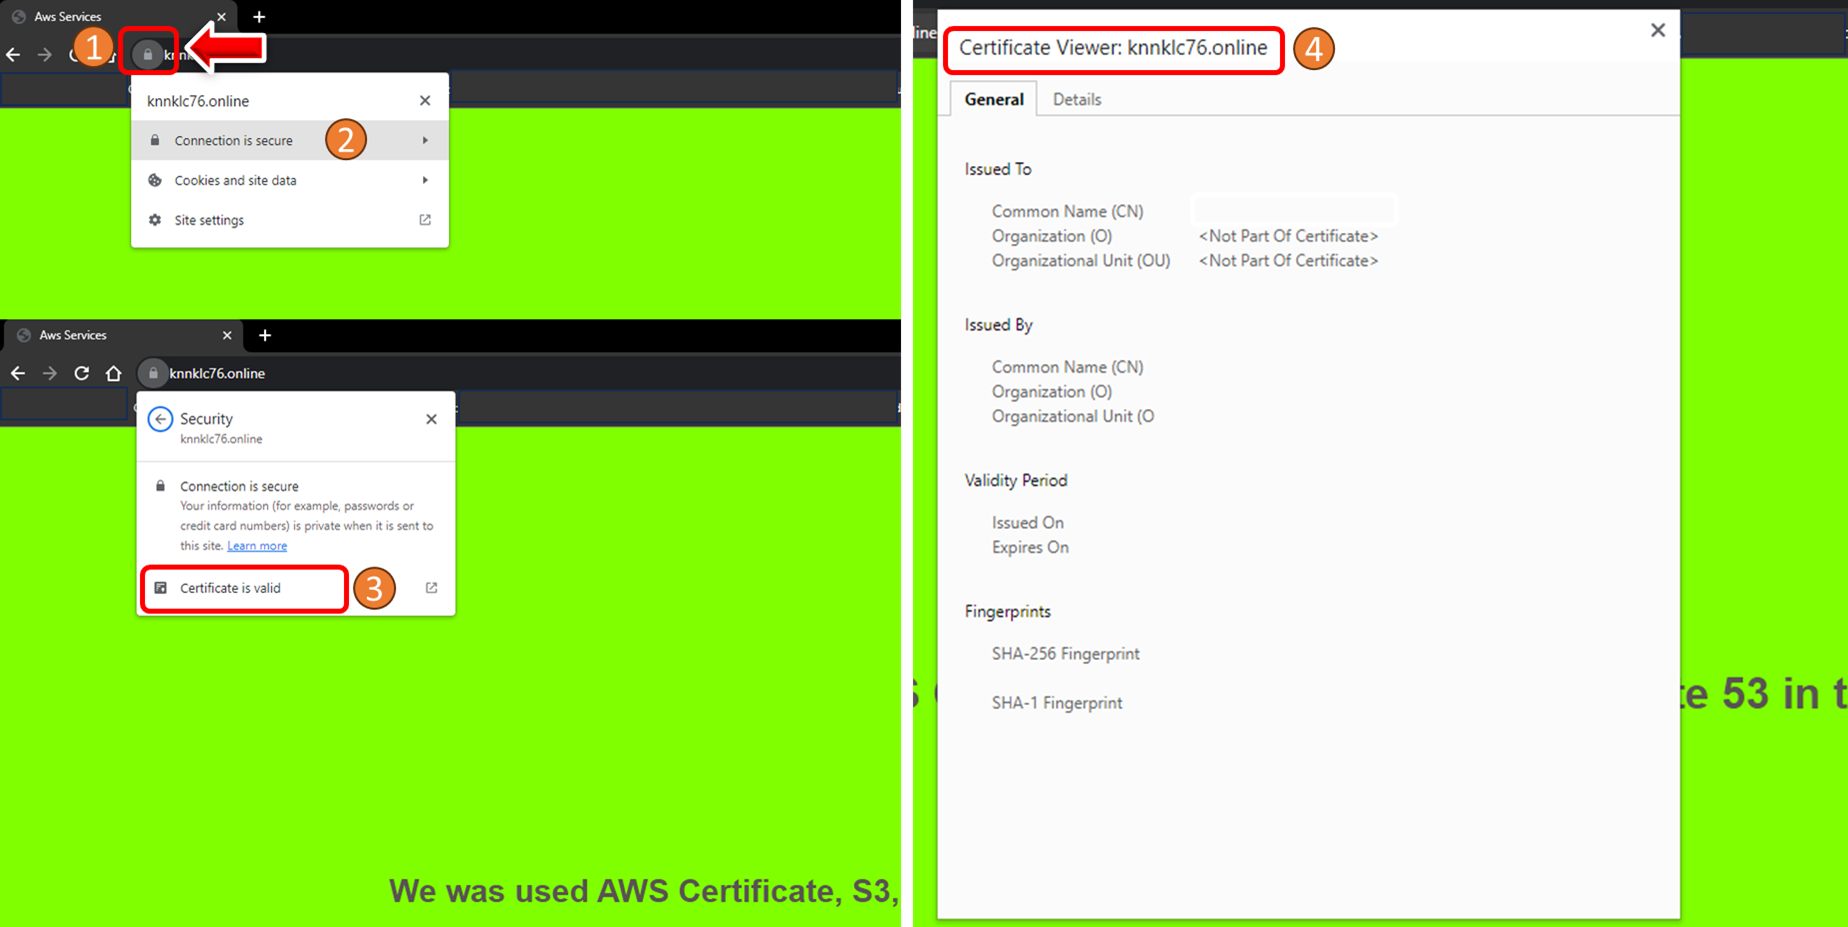 Aws Services
1
knnklc76.online
Connection is secure
2
Cookies and site data
Site settings
Aws Services
knnklc76.online
Security
knnklc76.online
Connection is secure
Your information (for example, passwords or
credit card numbers) is private when it is sent to
this site. Learn more
Certificate is valid
3
We was used AWS Certificate, S3,
Certificate Viewer: knnklc76.online
4
General Details
Issued To
Common Name (CN)
Organization (O) <Not Part Of Certificate>
Organizational Unit (OU) <Not Part Of Certificate>
Issued By
Common Name (CN)
Organization (O)
Organizational Unit (O
Validity Period
Issued On
Expires On
Fingerprints
SHA-256 Fingerprint
SHA-1 Fingerprint
53 in t